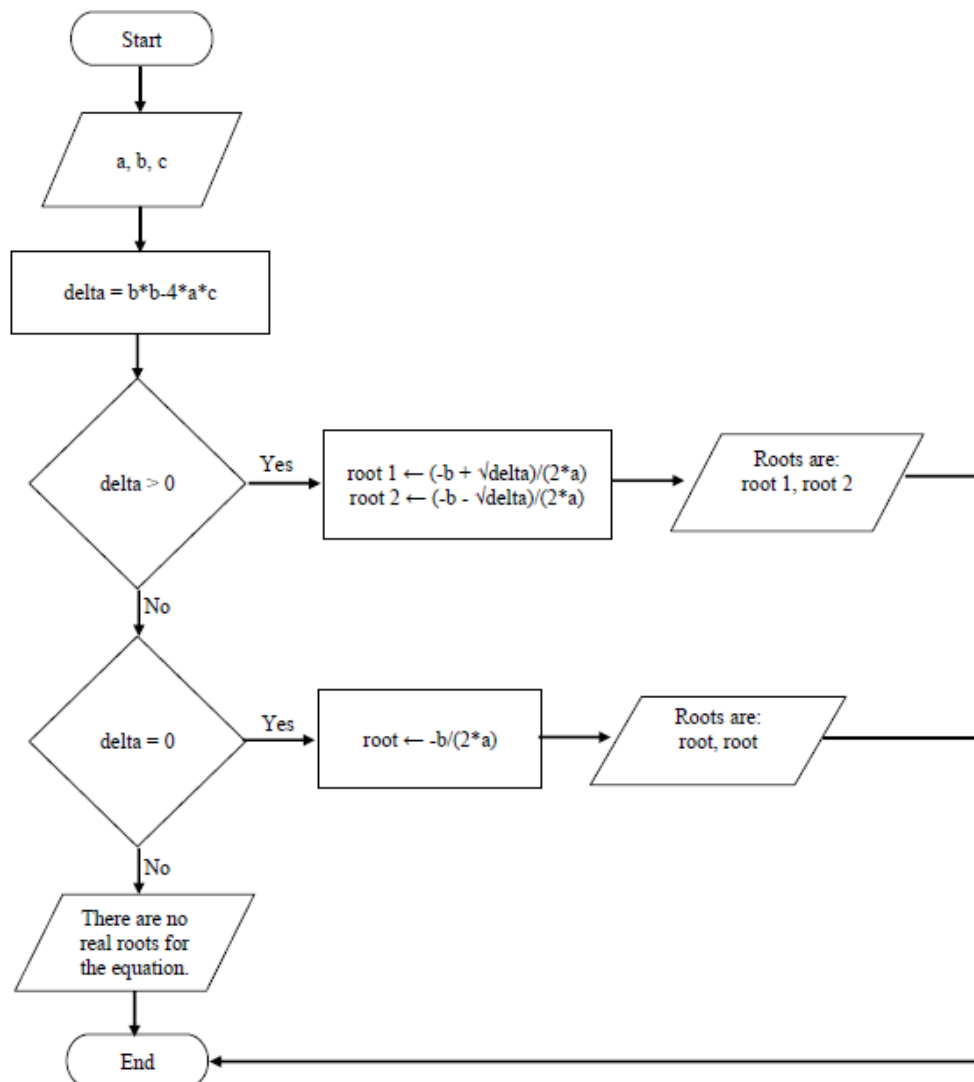 Start
a, b, c
delta = b*b-4*a*c
delta > 0
Yes
root 1 ← (-b + √delta)/(2*a)
root 2 ← (-b - √delta)/(2*a)
Roots are:
root 1, root 2
No
delta = 0
Yes
root ← -b/(2*a)
Roots are:
root, root
No
There are no
real roots for
the equation.
End